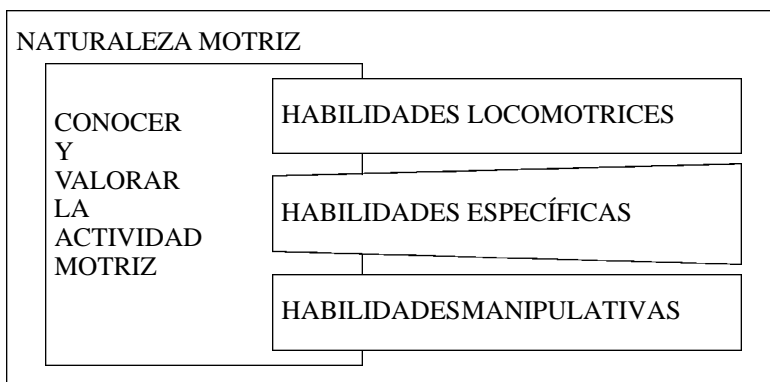 NATURALEZA MOTRIZ
CONOCER
Y
VALORAR
LA
ACTIVIDAD
MOTRIZ
HABILIDADES LOCOMOTRICES
HABILIDADES ESPECÍFICAS
HABILIDADESMANIPULATIVAS